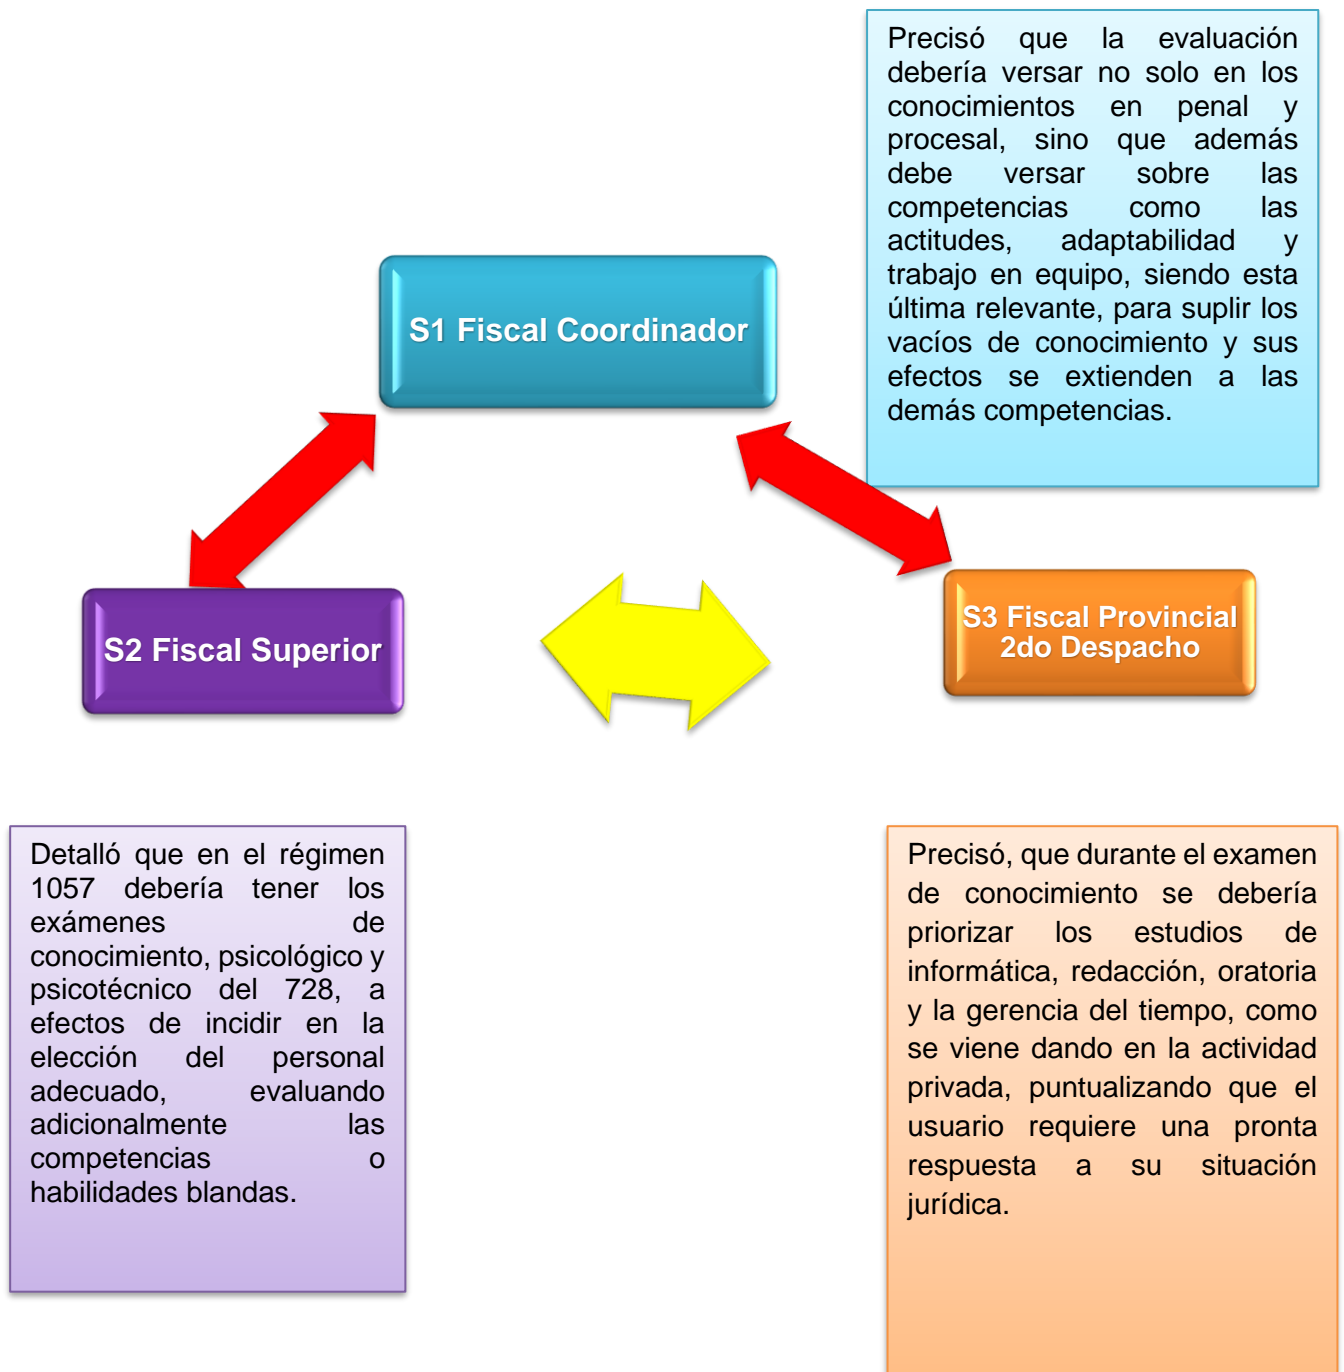 Precisó que la evaluación
debería versar no solo en los
conocimientos en penal y
procesal, sino que además
debe versar sobre las
competencias como las
actitudes, adaptabilidad y
trabajo en equipo, siendo esta
última relevante, para suplir los
vacíos de conocimiento y sus
efectos se extienden a las
demás competencias.
S1 Fiscal Coordinador
S2 Fiscal Superior
S3 Fiscal Provincial
2do Despacho
Detalló que en el régimen
1057 debería tener los
exámenes de
conocimiento, psicológico y
psicotécnico del 728, a
efectos de incidir en la
elección del personal
adecuado, evaluando
adicionalmente las
competencias o
habilidades blandas.
Precisó, que durante el examen
de conocimiento se debería
priorizar los estudios de
informática, redacción, oratoria
y la gerencia del tiempo, como
se viene dando en la actividad
privada, puntualizando que el
usuario requiere una pronta
respuesta a su situación
jurídica.